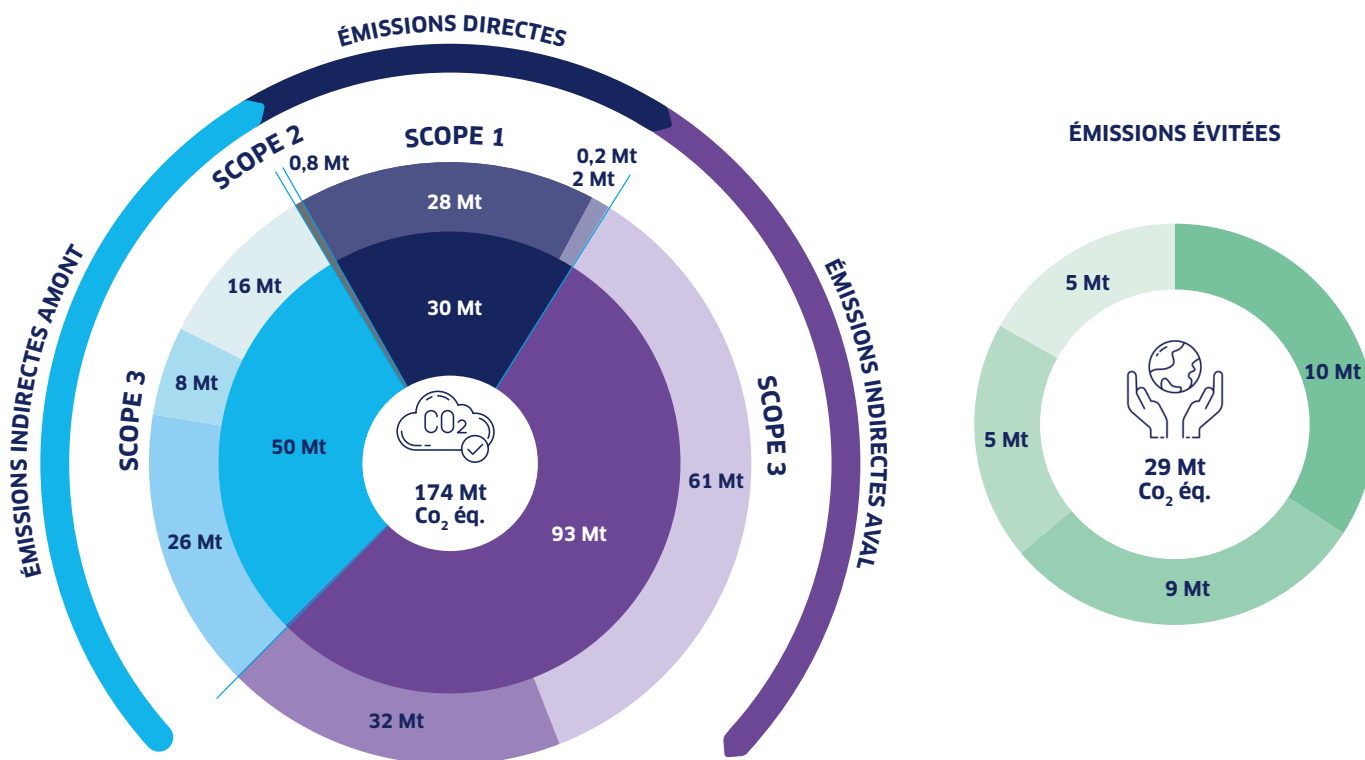 ÉMISSIONS DIRECTES
ÉMISSIONS INDIRECTES AMONT
ÉMISSIONS INDIRECTES AVAL
SCOPE 2
SCOPE 1
0,8 Mt
0,2 Mt
2 Mt
28 Mt
16 Mt
30 Mt
SCOPE 3
8 Mt
50 Mt
26 Mt
174 Mt
Co₂ éq.
CO₂
93 Mt
61 Mt
SCOPE 3
32 Mt
ÉMISSIONS ÉVITÉES
5 Mt
10 Mt
5 Mt
29 Mt
Co₂ éq.
9 Mt